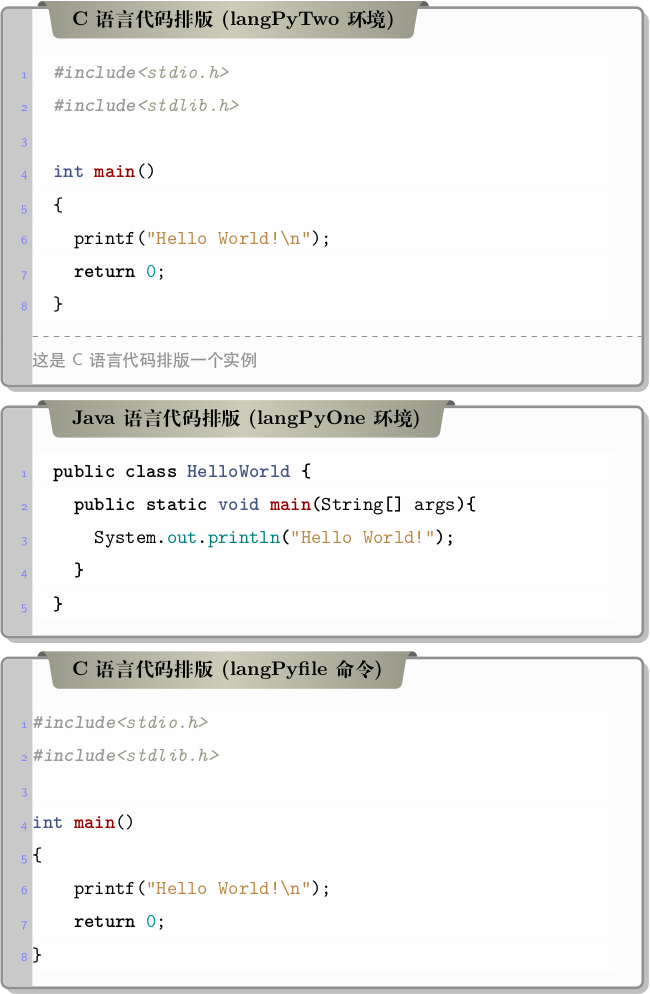 C 语言代码排版 (langPyTwo 环境)
1 #include<stdio.h>
2 #include<stdlib.h>
3
4 int main()
5 {
6   printf("Hello World!\n");
7   return 0;
8 }
这是 C 语言代码排版一个实例
Java 语言代码排版 (langPyOne 环境)
1 public class HelloWorld {
2   public static void main(String[] args){
3     System.out.println("Hello World!");
4   }
5 }
C 语言代码排版 (langPyfile 命令)
1 #include<stdio.h>
2 #include<stdlib.h>
3
4 int main()
5 {
6     printf("Hello World!\n");
7     return 0;
8 }